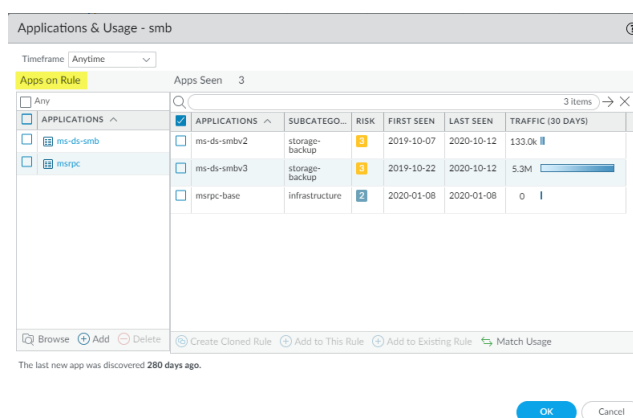 Applications & Usage - smb
Timeframe Anytime
Apps on Rule
Apps Seen 3
Any
3 items
APPLICATIONS
APPLICATIONS SUBCATEGO... RISK FIRST SEEN LAST SEEN TRAFFIC (30 DAYS)
ms-ds-smb
msrpc
ms-ds-smbv2 storage-backup 3 2019-10-07 2020-10-12 133.0k
ms-ds-smbv3 storage-backup 3 2019-10-22 2020-10-12 5.3M
msrpc-base infrastructure 2 2020-01-08 2020-01-08 0
Browse Add Delete
Create Cloned Rule Add to This Rule Add to Existing Rule Match Usage
The last new app was discovered 280 days ago.
OK Cancel